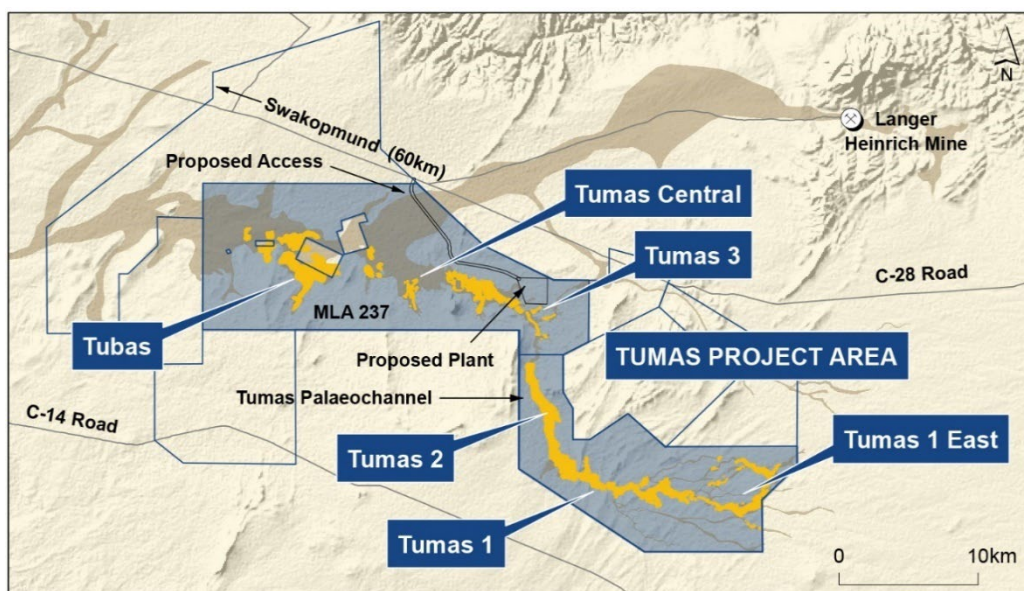 N
Swakopmund (60km)
Langer
Heinrich Mine
Proposed Access
Tumas Central
Tumas 3
C-28 Road
MLA 237
Tubas
Proposed Plant
TUMAS PROJECT AREA
Tumas Palaeochannel
C-14 Road
Tumas 2
Tumas 1 East
Tumas 1
0
10km